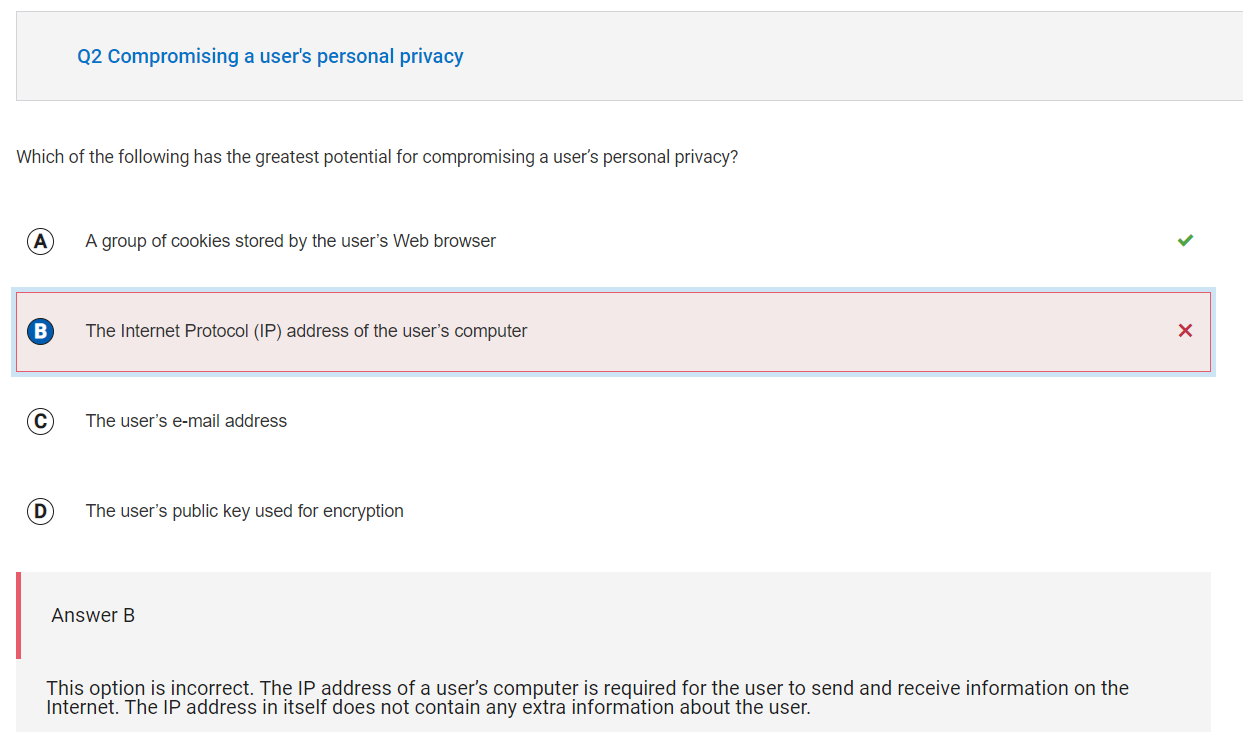 Q2 Compromising a user's personal privacy
Which of the following has the greatest potential for compromising a user’s personal privacy?
A A group of cookies stored by the user’s Web browser
B The Internet Protocol (IP) address of the user’s computer
C The user’s e-mail address
D The user’s public key used for encryption
Answer B
This option is incorrect. The IP address of a user’s computer is required for the user to send and receive information on the
Internet. The IP address in itself does not contain any extra information about the user.